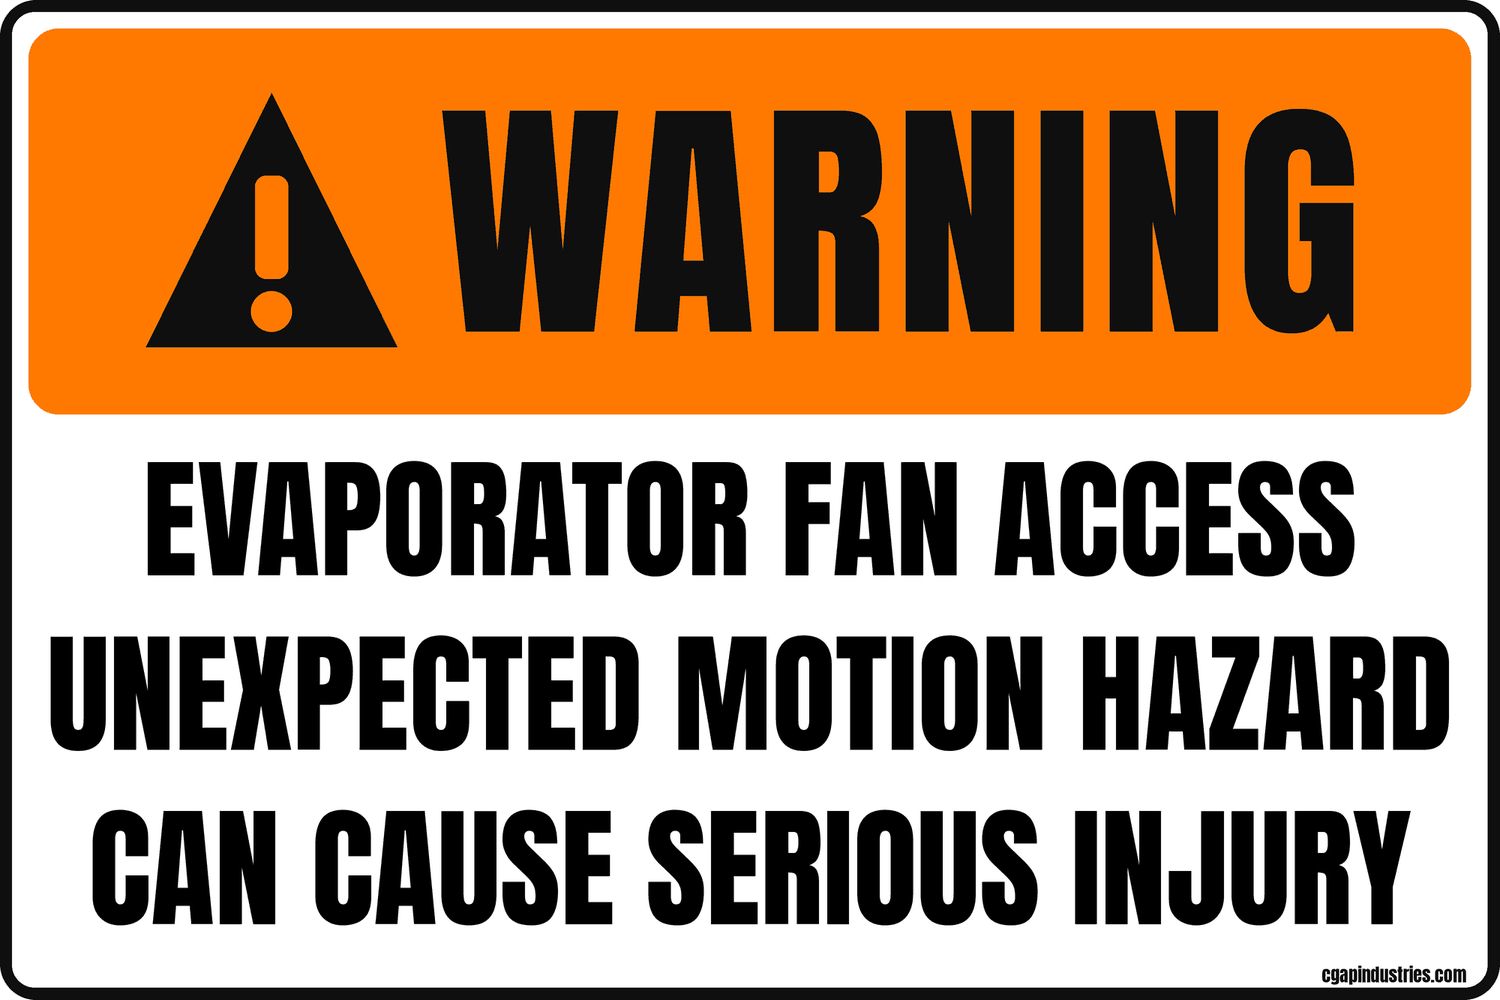 WARNING
EVAPORATOR FAN ACCESS
UNEXPECTED MOTION HAZARD
CAN CAUSE SERIOUS INJURY
cgapindustries.com